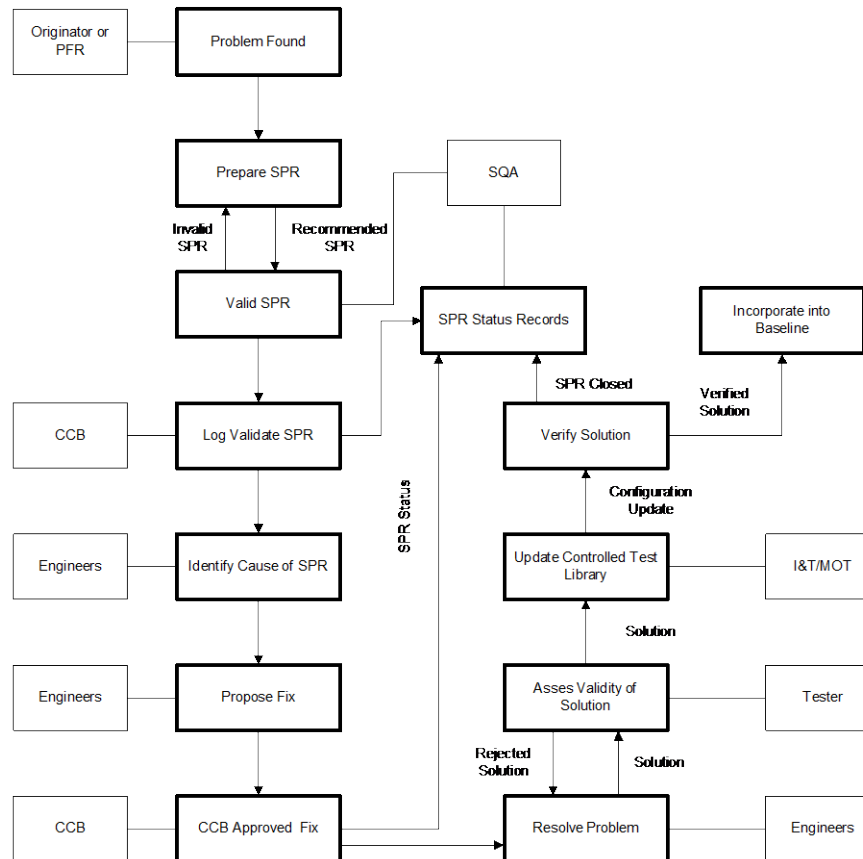 Originator or
PFR
Problem Found
Prepare SPR
SQA
Invalid
SPR
Recommended
SPR
Valid SPR
SPR Status Records
Incorporate into
Baseline
SPR Closed
Verified
Solution
CCB
Log Validate SPR
Verify Solution
SPR Status
Configuration
Update
Engineers
Identify Cause of SPR
Update Controlled Test
Library
I&T/MOT
Solution
Engineers
Propose Fix
Asses Validity of
Solution
Tester
Rejected
Solution
Solution
CCB
CCB Approved  Fix
Resolve Problem
Engineers